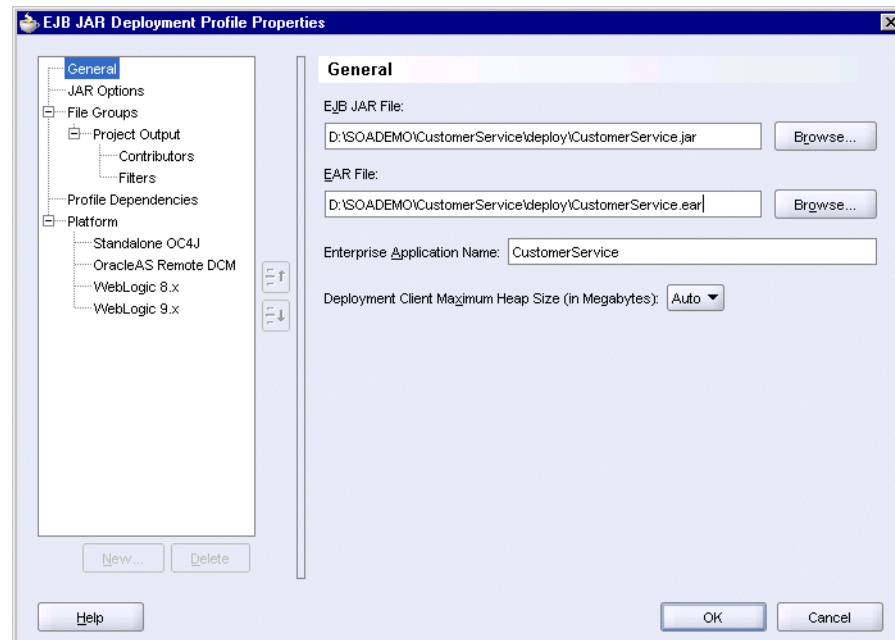 EJB JAR Deployment Profile Properties
General
JAR Options
File Groups
Project Output
Contributors
Filters
Profile Dependencies
Platform
Standalone OC4J
OracleAS Remote DCM
WebLogic 8.x
WebLogic 9.x
New...
Delete
General
EJB JAR File:
D:\SOADEMO\CustomerService\deploy\CustomerService.jar
Browse...
EAR File:
D:\SOADEMO\CustomerService\deploy\CustomerService.ear
Browse...
Enterprise Application Name: CustomerService
Deployment Client Maximum Heap Size (in Megabytes): Auto
Help
OK
Cancel